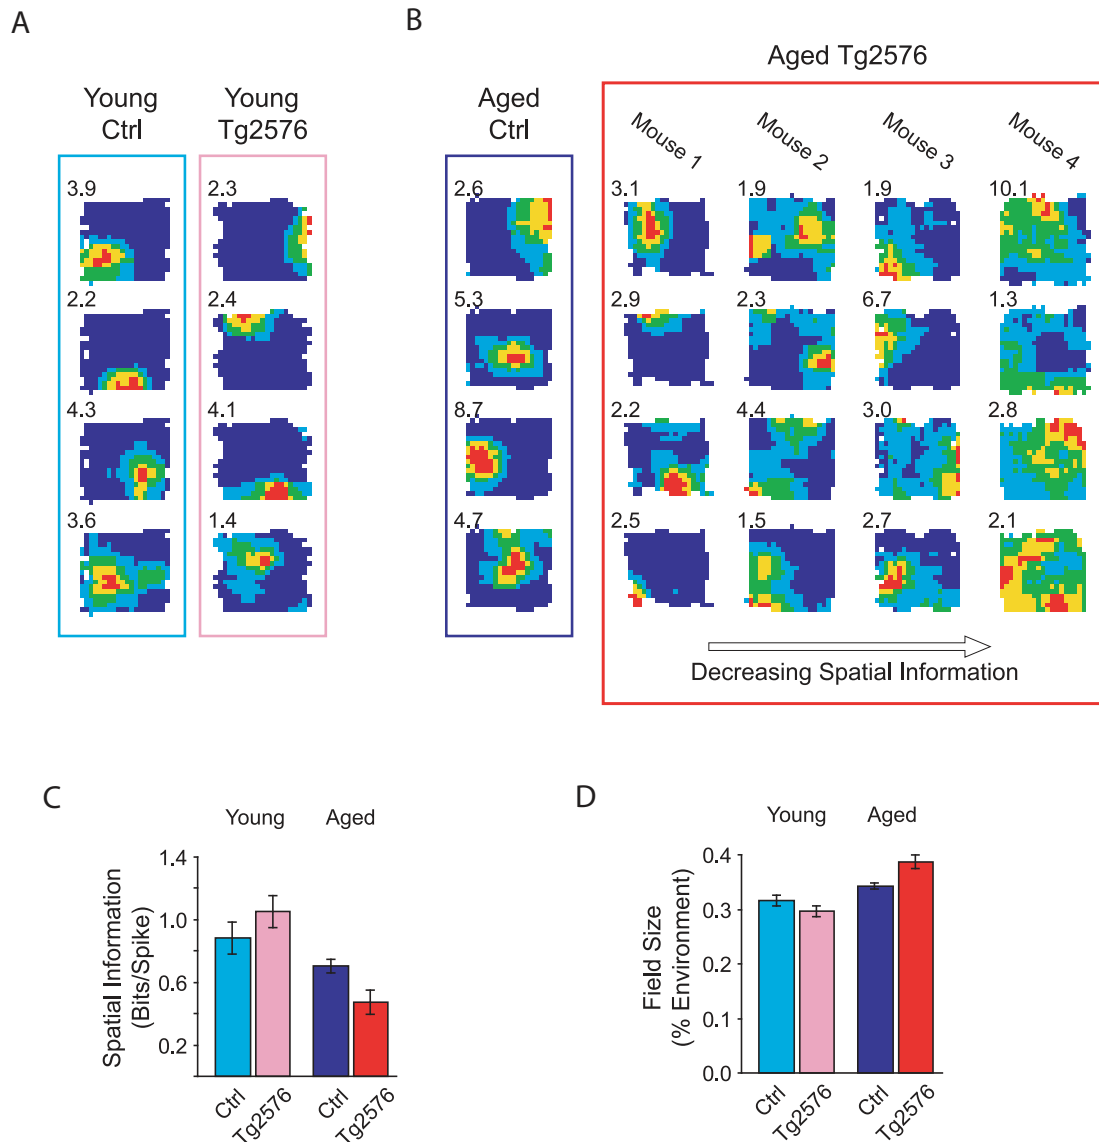 A
B
Aged Tg2576
Young
Ctrl
Young
Tg2576
Aged
Ctrl
Mouse 1
Mouse 2
Mouse 3
Mouse 4
3.9
2.3
2.6
3.1
1.9
1.9
10.1
2.2
2.4
5.3
2.9
2.3
6.7
1.3
4.3
4.1
8.7
2.2
4.4
3.0
2.8
3.6
1.4
4.7
2.5
1.5
2.7
2.1
Decreasing Spatial Information
C
Young
Aged
Spatial Information
(Bits/Spike)
1.4
1.0
0.6
0.2
Ctrl
Tg2576
Ctrl
Tg2576
D
Young
Aged
Field Size
(% Environment)
0.4
0.3
0.2
0.1
0.0
Ctrl
Tg2576
Ctrl
Tg2576